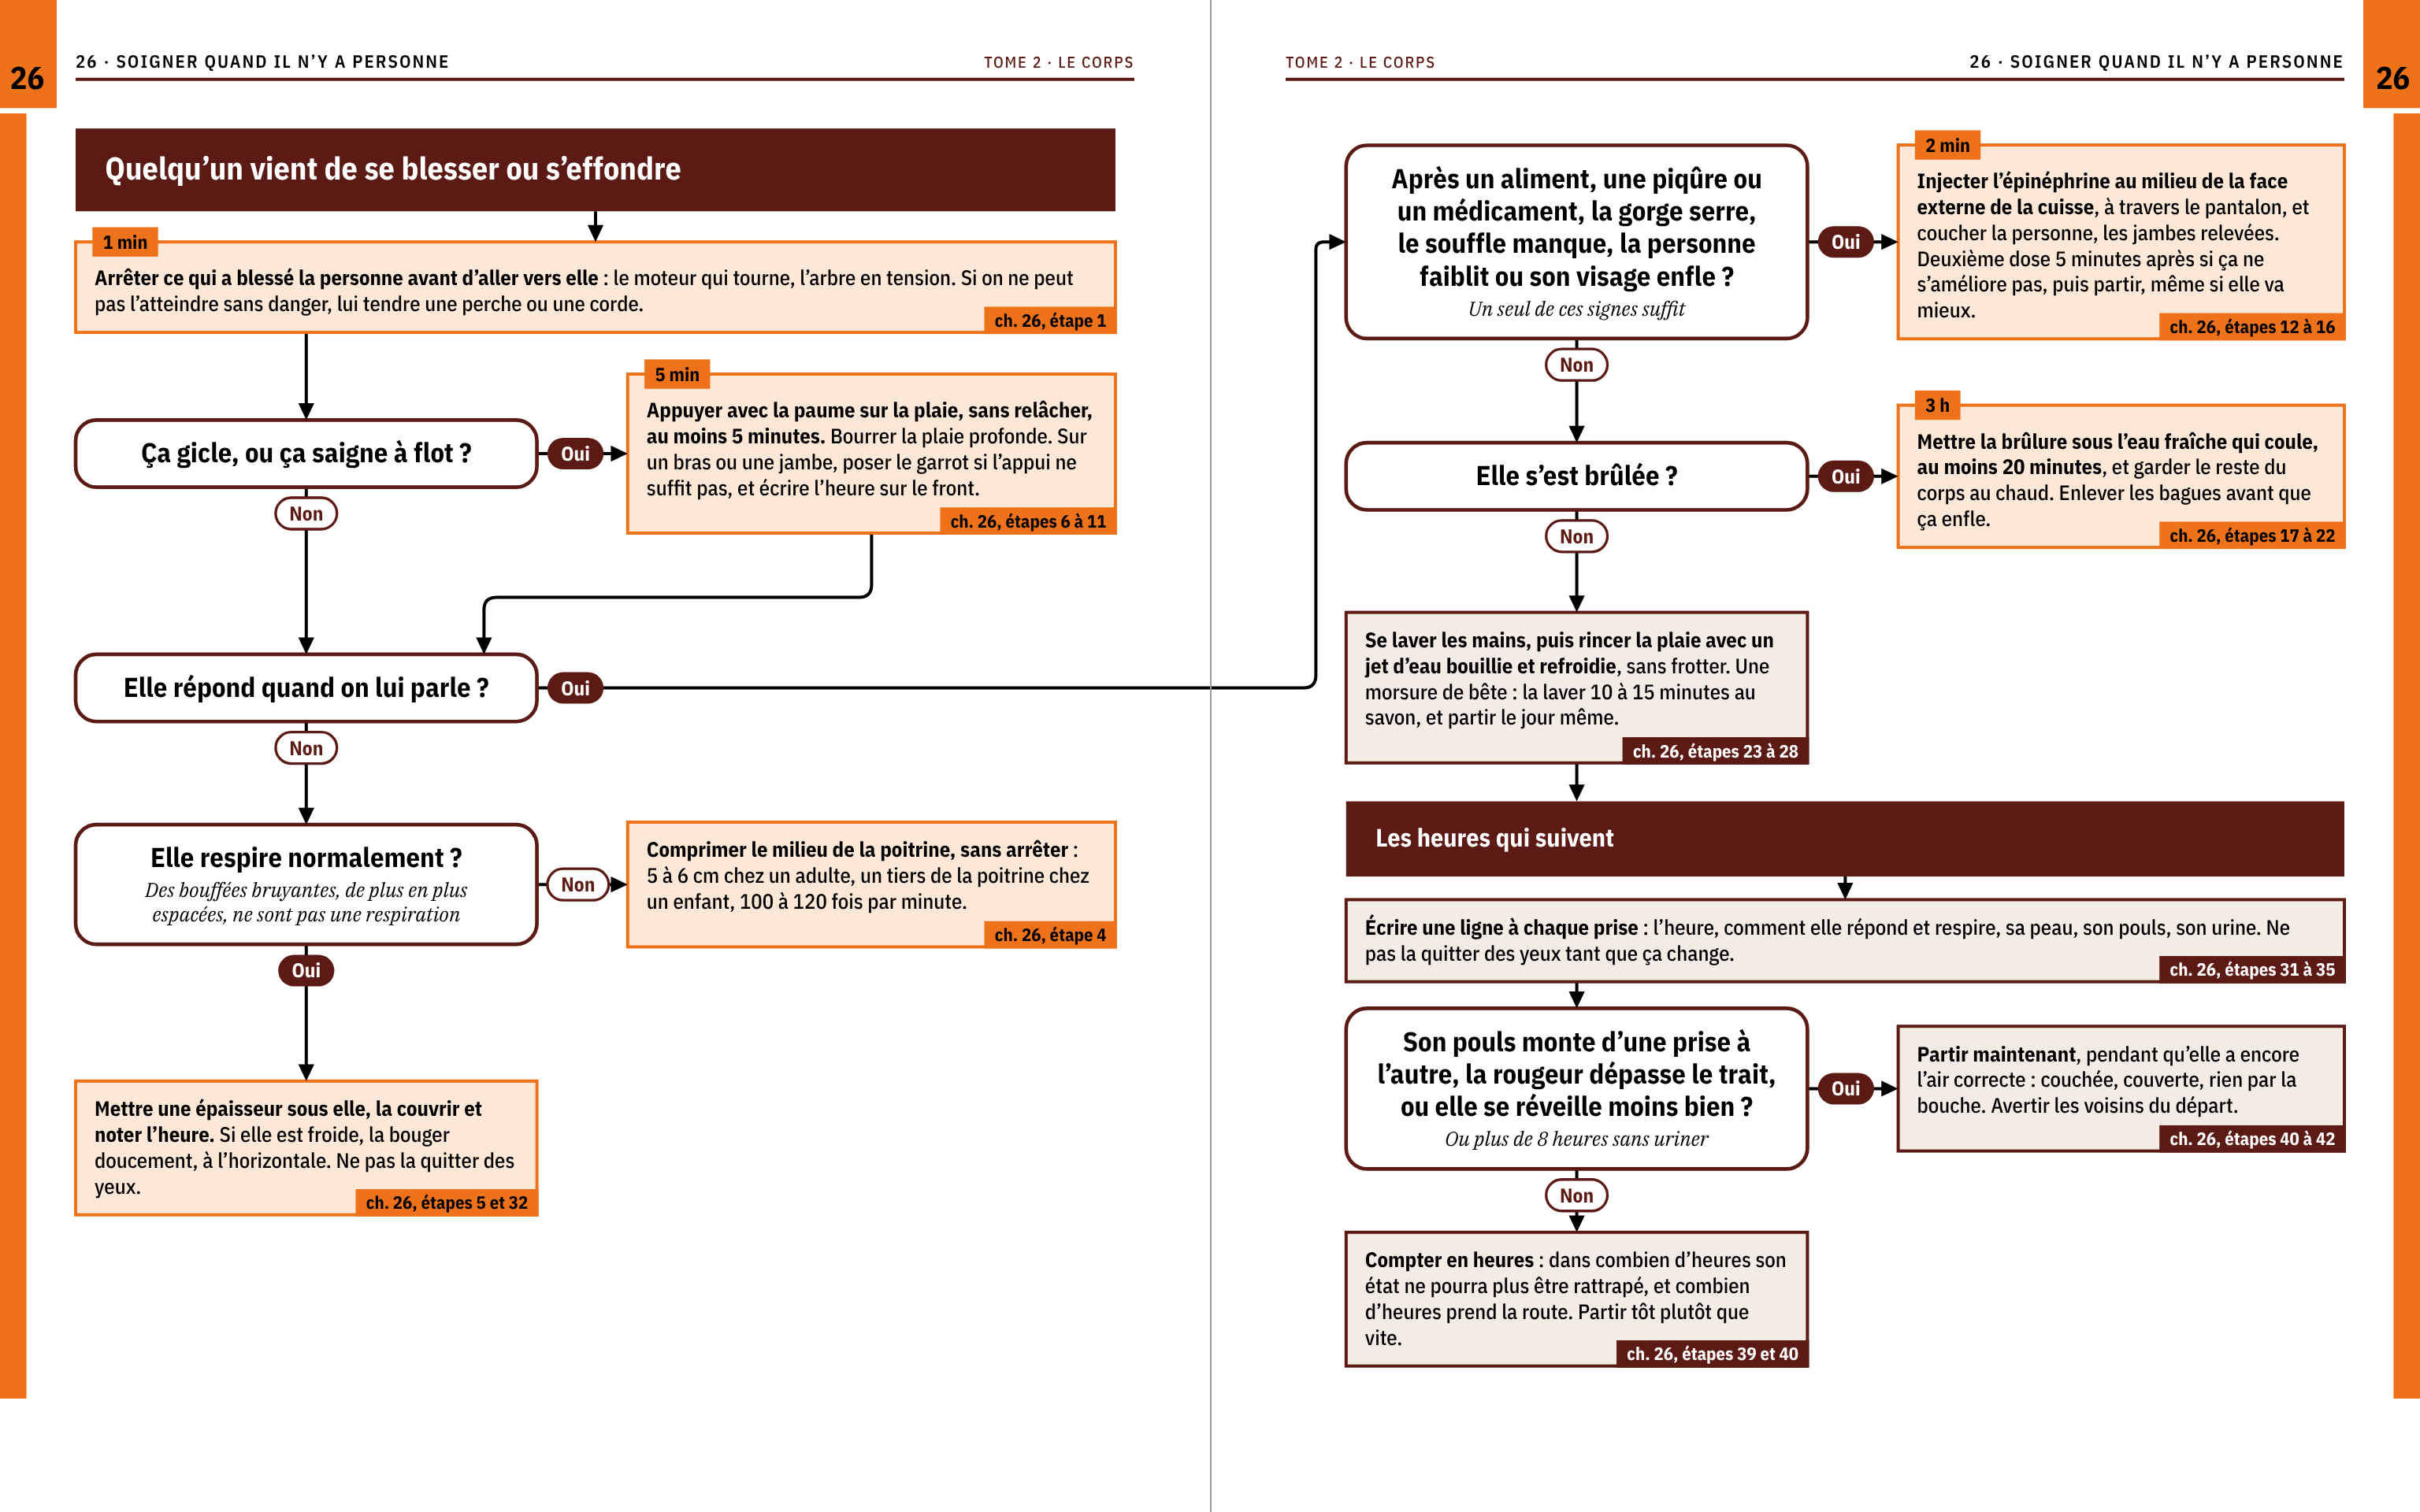 26
26 · SOIGNER QUAND IL N’Y A PERSONNE
TOME 2 · LE CORPS
Quelqu’un vient de se blesser ou s’effondre
1 min
Arrêter ce qui a blessé la personne avant d’aller vers elle : le moteur qui tourne, l’arbre en tension. Si on ne peut
pas l’atteindre sans danger, lui tendre une perche ou une corde.
ch. 26, étape 1
Ça gicle, ou ça saigne à flot ?
Oui
5 min
Appuyer avec la paume sur la plaie, sans relâcher,
au moins 5 minutes. Bourrer la plaie profonde. Sur
un bras ou une jambe, poser le garrot si l’appui ne
suffit pas, et écrire l’heure sur le front.
ch. 26, étapes 6 à 11
Non
Elle répond quand on lui parle ?
Oui
Non
Elle respire normalement ?
Des bouffées bruyantes, de plus en plus
espacées, ne sont pas une respiration
Non
Comprimer le milieu de la poitrine, sans arrêter :
5 à 6 cm chez un adulte, un tiers de la poitrine chez
un enfant, 100 à 120 fois par minute.
ch. 26, étape 4
Oui
Mettre une épaisseur sous elle, la couvrir et
noter l’heure. Si elle est froide, la bouger
doucement, à l’horizontale. Ne pas la quitter des
yeux.
ch. 26, étapes 5 et 32
TOME 2 · LE CORPS
26 · SOIGNER QUAND IL N’Y A PERSONNE
26
Après un aliment, une piqûre ou
un médicament, la gorge serre,
le souffle manque, la personne
faiblit ou son visage enfle ?
Un seul de ces signes suffit
Oui
2 min
Injecter l’épinéphrine au milieu de la face
externe de la cuisse, à travers le pantalon, et
coucher la personne, les jambes relevées.
Deuxième dose 5 minutes après si ça ne
s’améliore pas, puis partir, même si elle va
mieux.
ch. 26, étapes 12 à 16
Non
Elle s’est brûlée ?
Oui
3 h
Mettre la brûlure sous l’eau fraîche qui coule,
au moins 20 minutes, et garder le reste du
corps au chaud. Enlever les bagues avant que
ça enfle.
ch. 26, étapes 17 à 22
Non
Se laver les mains, puis rincer la plaie avec un
jet d’eau bouillie et refroidie, sans frotter. Une
morsure de bête : la laver 10 à 15 minutes au
savon, et partir le jour même.
ch. 26, étapes 23 à 28
Les heures qui suivent
Écrire une ligne à chaque prise : l’heure, comment elle répond et respire, sa peau, son pouls, son urine. Ne
pas la quitter des yeux tant que ça change.
ch. 26, étapes 31 à 35
Son pouls monte d’une prise à
l’autre, la rougeur dépasse le trait,
ou elle se réveille moins bien ?
Ou plus de 8 heures sans uriner
Oui
Partir maintenant, pendant qu’elle a encore
l’air correcte : couchée, couverte, rien par la
bouche. Avertir les voisins du départ.
ch. 26, étapes 40 à 42
Non
Compter en heures : dans combien d’heures son
état ne pourra plus être rattrapé, et combien
d’heures prend la route. Partir tôt plutôt que
vite.
ch. 26, étapes 39 et 40